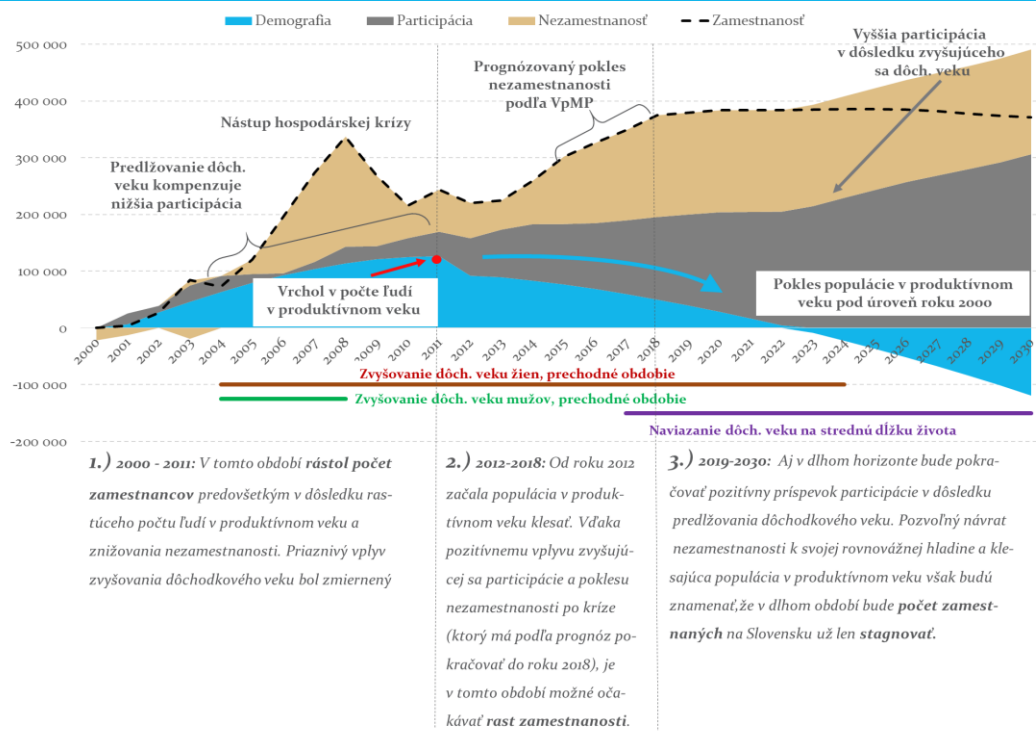 Demografia
Participácia
Nezamestnanosť
Zamestnanosť
500 000
400 000
300 000
200 000
100 000
0
-100 000
-200 000
Vyššia participácia
v dôsledku zvyšujúceho
sa dôch. veku
Prognózovaný pokles
nezamestnanosti
podľa VpMP
Nástup hospodárskej krízy
Predlžovanie dôch.
veku kompenzuje
nižšia participácia
Vrchol v počte ľudí
v produktívnom veku
Pokles populácie v produktívnom
veku pod úroveň roku 2000
2000
2001
2002
2003
2004
2005
2006
2007
2008
2009
2010
2011
2012
2013
2014
2015
2016
2017
2018
2019
2020
2021
2022
2023
2024
2025
2026
2027
2028
2029
2030
Zvyšovanie dôch. veku žien, prechodné obdobie
Zvyšovanie dôch. veku mužov, prechodné obdobie
Naviazanie dôch. veku na strednú dĺžku života
1.) 2000 - 2011: V tomto období rástol počet
zamestnancov predovšetkým v dôsledku ras-
túceho počtu ľudí v produktívnom veku a
znižovania nezamestnanosti. Priaznivý vplyv
zvyšovania dôchodkového veku bol zmiernený
2.) 2012-2018: Od roku 2012
začala populácia v produk-
tívnom veku klesať. Vďaka
pozitívnemu vplyvu zvyšujú-
cej sa participácie a poklesu
nezamestnanosti po kríze
(ktorý má podľa prognóz po-
kračovať do roku 2018), je
v tomto období možné oča-
kávať rast zamestnanosti.
3.) 2019-2030: Aj v dlhom horizonte bude pokra-
čovať pozitívny príspevok participácie v dôsledku
predlžovania dôchodkového veku. Pozvoľný návrat
nezamestnanosti k svojej rovnovážnej hladine a kle-
sajúca populácia v produktívnom veku však budú
znamenať,že v dlhom období bude počet zamest-
naných na Slovensku už len stagnovať.